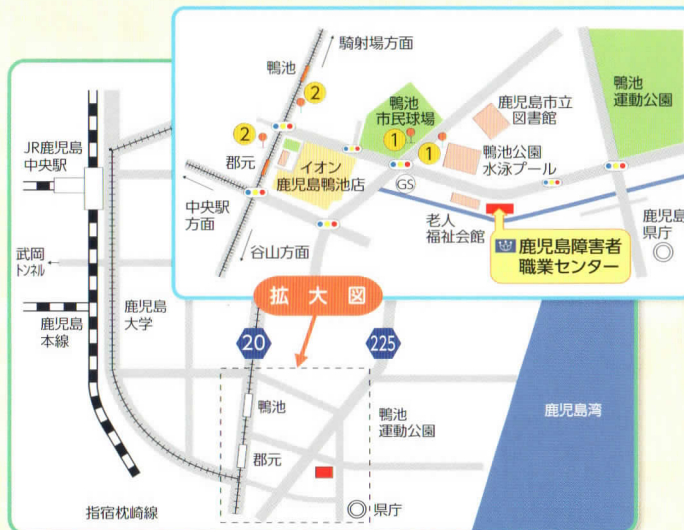 騎射場方面
鴨池
2
2
鴨池
市民球場
1
1
鹿児島市立
図書館
鴨池
運動公園
郡元
イオン
鹿児島鴨池店
鴨池公園
水泳プール
GS
中央駅
方面
老人
福祉会館
谷山方面
鹿児島障害者
職業センター
鹿児島
県庁
拡大図
JR鹿児島
中央駅
武岡
トンネル
鹿児島
本線
鹿児島
大学
20
225
鴨池
鴨池
運動公園
鹿児島湾
郡元
県庁
指宿枕崎線